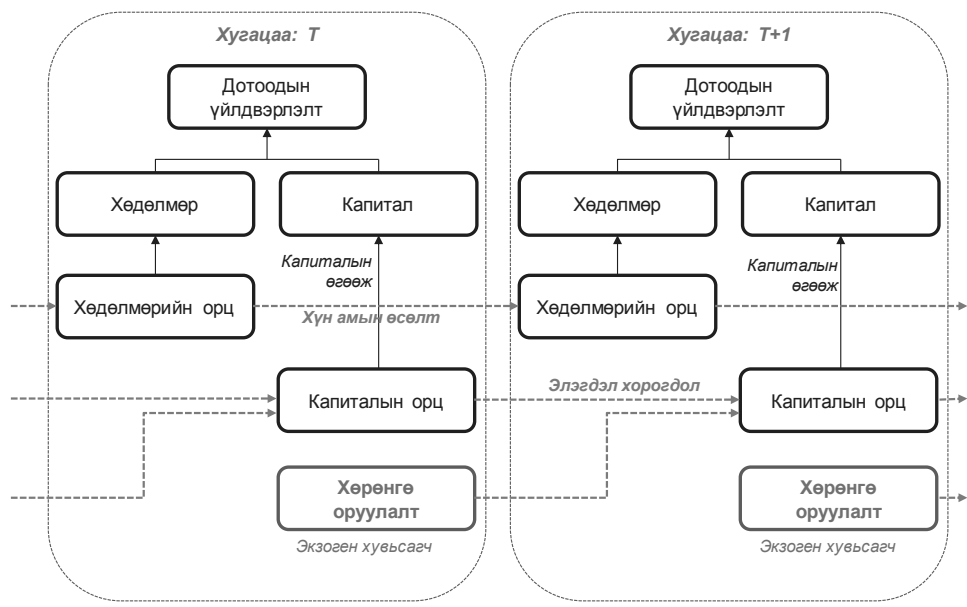 Хугацаа: T
Дотоодын
үйлдвэрлэлт
Хөдөлмөр
Капитал
Капиталын
өгөөж
Хөдөлмөрийн орц
Хүн амын өсөлт
Капиталын орц
Элэгдэл хорогдол
Хөрөнгө
оруулалт
Экзоген хувьсагч
Хугацаа: T+1
Дотоодын
үйлдвэрлэлт
Хөдөлмөр
Капитал
Капиталын
өгөөж
Хөдөлмөрийн орц
Капиталын орц
Хөрөнгө
оруулалт
Экзоген хувьсагч